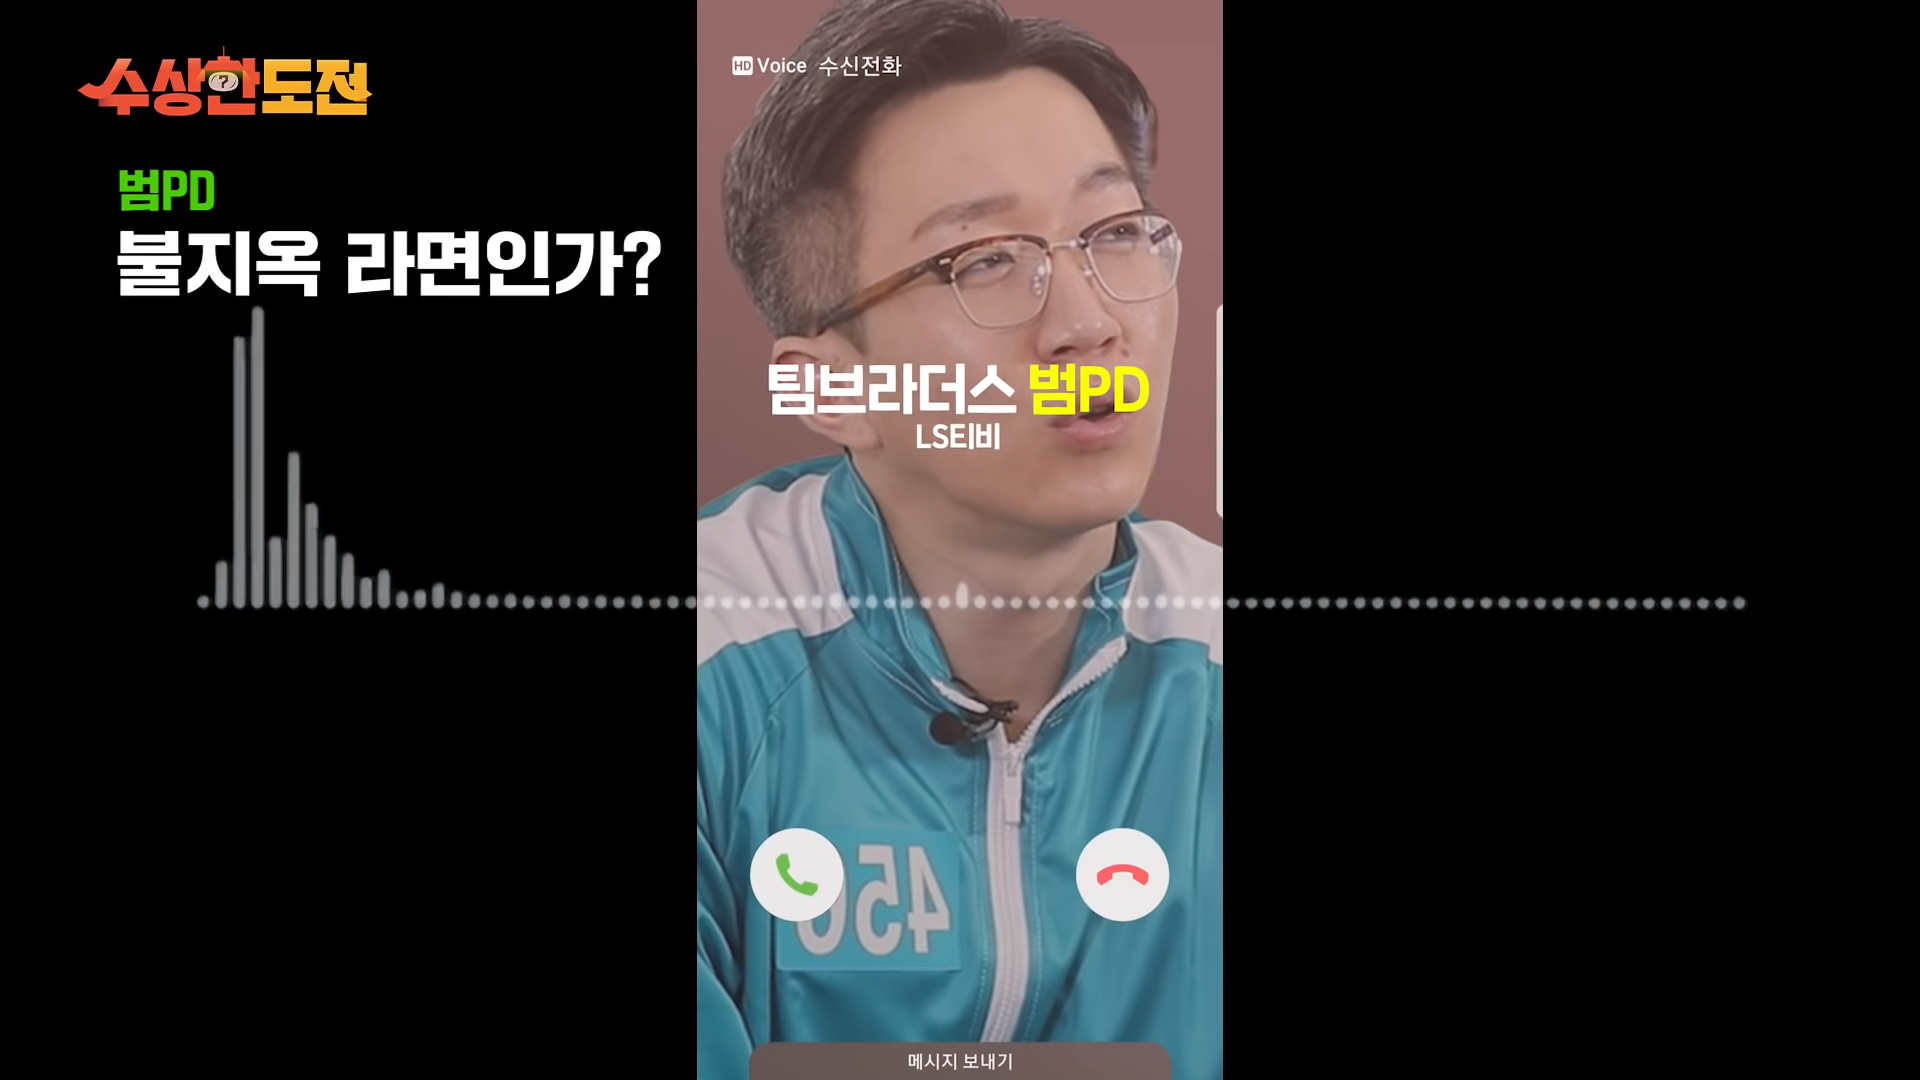 수상한도전
?
범PD
불지옥 라면인가?
HD Voice 수신전화
팀브라더스 범PD
LSE티비
456
메시지 보내기